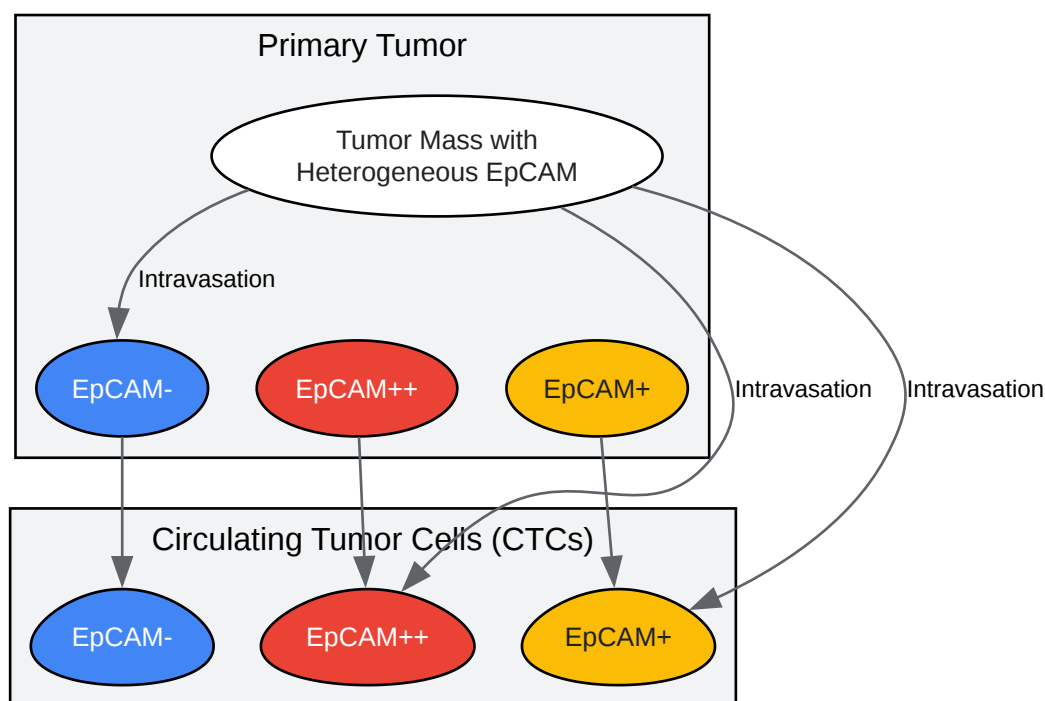 Primary Tumor
Tumor Mass with
Heterogeneous EpCAM
Intravasation
EpCAM-
EpCAM++
EpCAM+
Intravasation
Intravasation
Circulating Tumor Cells (CTCs)
EpCAM-
EpCAM++
EpCAM+